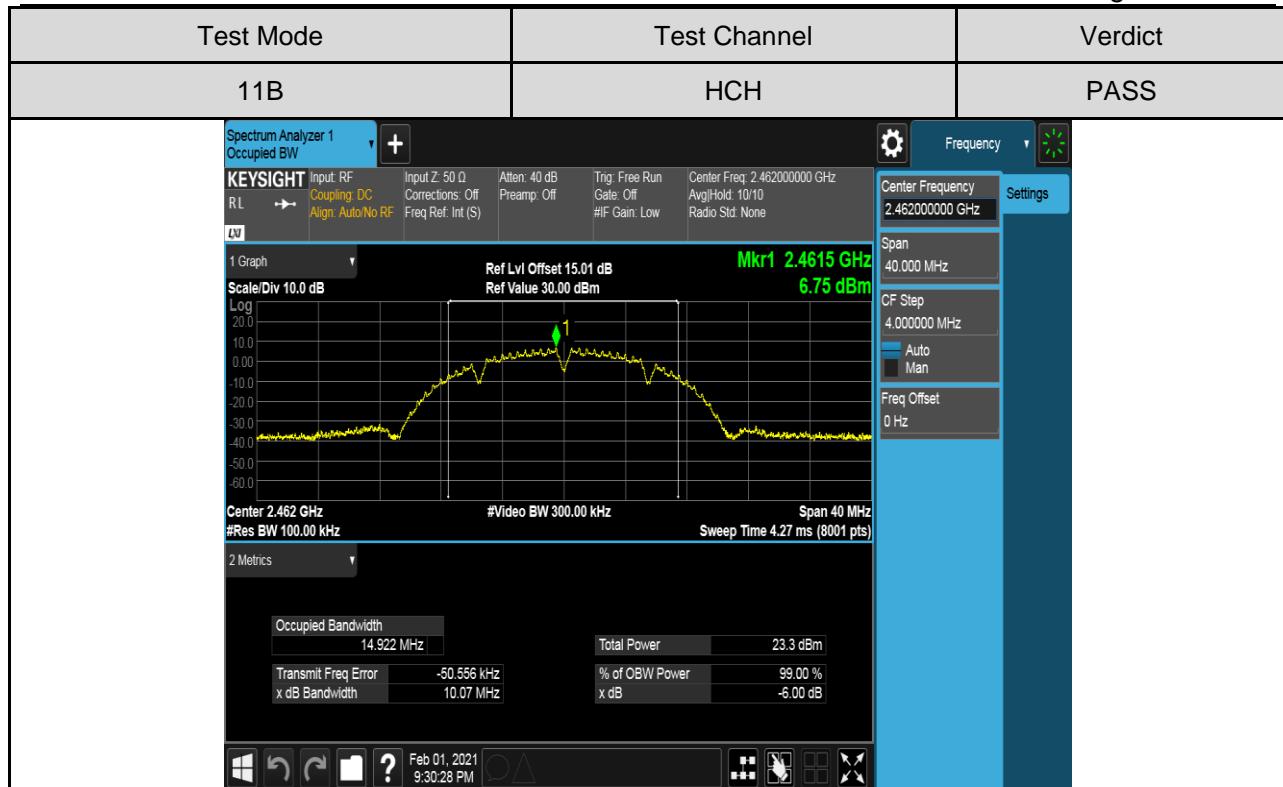 Test Mode Test Channel Verdict
11B HCH PASS
Spectrum Analyzer 1
Occupied BW
+
Frequency
KEYSIGHT Input: RF Input Z: 50 Ω Atten: 40 dB Trig: Free Run Center Freq: 2.462000000 GHz
RL Coupling: DC Corrections: Off Preamp: Off Gate: Off Avg|Hold: 10/10
Align: Auto/No RF Freq Ref: Int (S) #IF Gain: Low Radio Std: None
LXI
Center Frequency
2.462000000 GHz
Settings
Span
40.000 MHz
CF Step
4.000000 MHz
Auto
Man
Freq Offset
0 Hz
1 Graph
Ref Lvl Offset 15.01 dB
Mkr1 2.4615 GHz
Scale/Div 10.0 dB
Ref Value 30.00 dBm
6.75 dBm
Log
20.0
10.0
0.00
-10.0
-20.0
-30.0
-40.0
-50.0
-60.0
1
Center 2.462 GHz #Video BW 300.00 kHz Span 40 MHz
#Res BW 100.00 kHz Sweep Time 4.27 ms (8001 pts)
2 Metrics
Occupied Bandwidth
14.922 MHz
Total Power 23.3 dBm
Transmit Freq Error -50.556 kHz
% of OBW Power 99.00 %
x dB Bandwidth 10.07 MHz
x dB -6.00 dB
?
Feb 01, 2021
9:30:28 PM